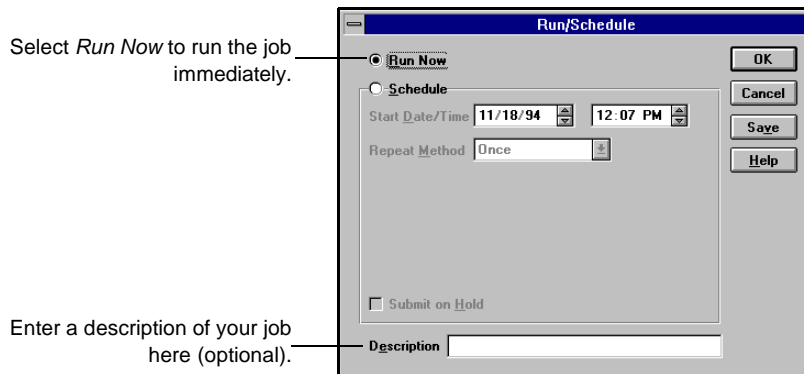 Run/Schedule
Select Run Now to run the job
immediately.
Run Now
OK
Schedule
Cancel
Start Date/Time 11/18/94 12:07 PM
Save
Repeat Method Once
Help
Submit on Hold
Enter a description of your job
here (optional).
Description